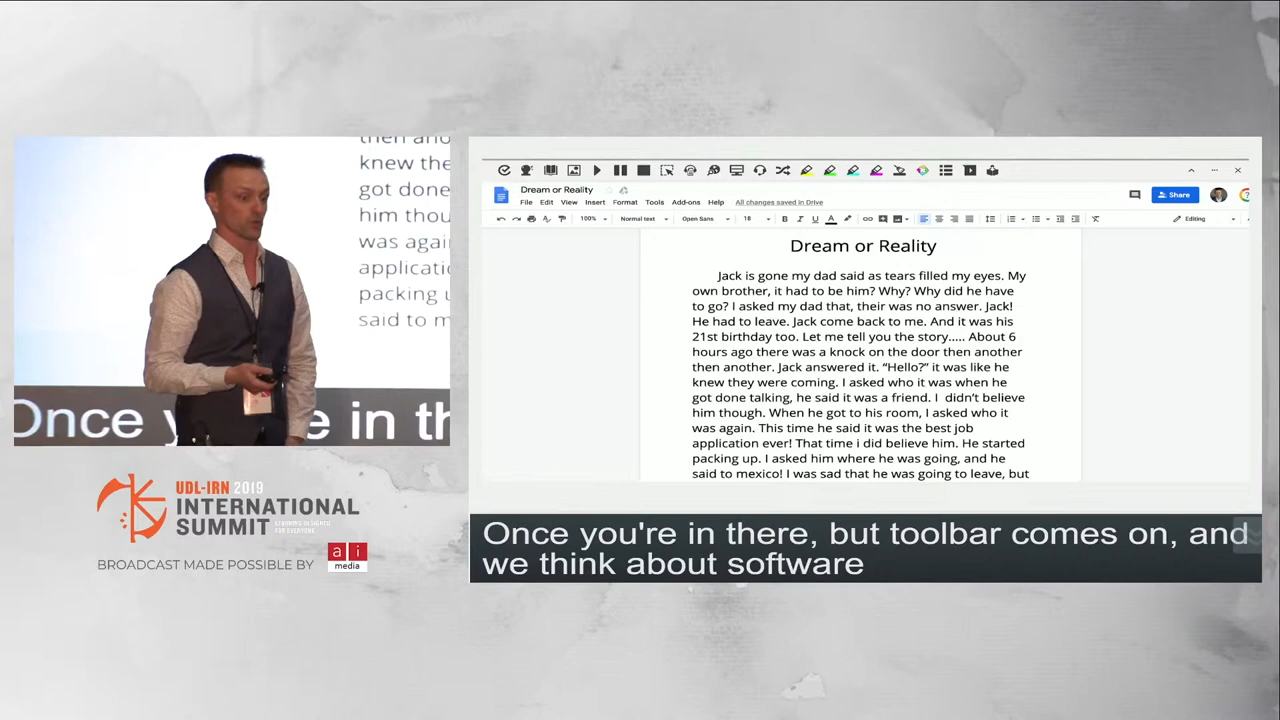 then ano
knew the
got done
him thou
was agai
applicatio
packing u
said to m
Once y e in th
UDL-IRN 2019
INTERNATIONAL
SUMMIT LEARNING DESIGNED
FOR EVERYONE
BROADCAST MADE POSSIBLE BY ai media
Dream or Reality
File Edit View Insert Format Tools Add-ons Help All changes saved in Drive
Share
100% Normal text Open Sans 18 B I U A Editing
Dream or Reality
Jack is gone my dad said as tears filled my eyes. My
own brother, it had to be him? Why? Why did he have
to go? I asked my dad that, their was no answer. Jack!
He had to leave. Jack come back to me. And it was his
21st birthday too. Let me tell you the story..... About 6
hours ago there was a knock on the door then another
then another. Jack answered it. “Hello?” it was like he
knew they were coming. I asked who it was when he
got done talking, he said it was a friend. I didn’t believe
him though. When he got to his room, I asked who it
was again. This time he said it was the best job
application ever! That time i did believe him. He started
packing up. I asked him where he was going, and he
said to mexico! I was sad that he was going to leave, but
Once you're in there, but toolbar comes on, and
we think about software